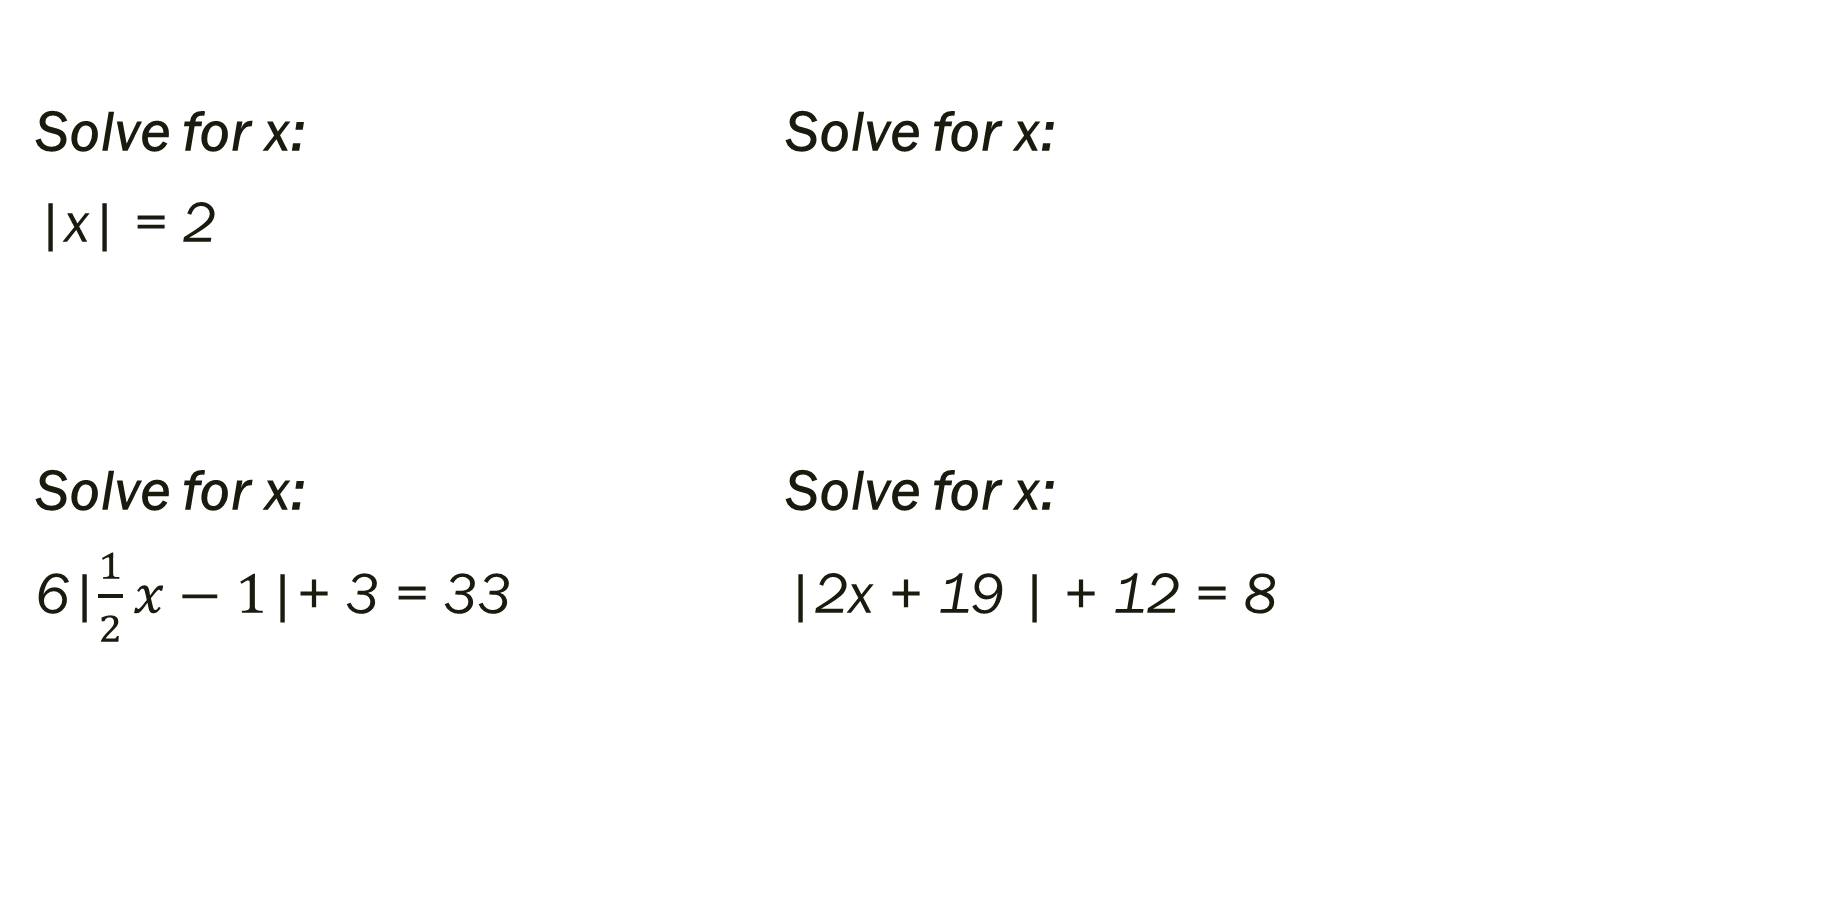 Solve for x:
|x| = 2
Solve for x:
Solve for x:
6|1/2 x − 1|+ 3 = 33
Solve for x:
|2x + 19 | + 12 = 8